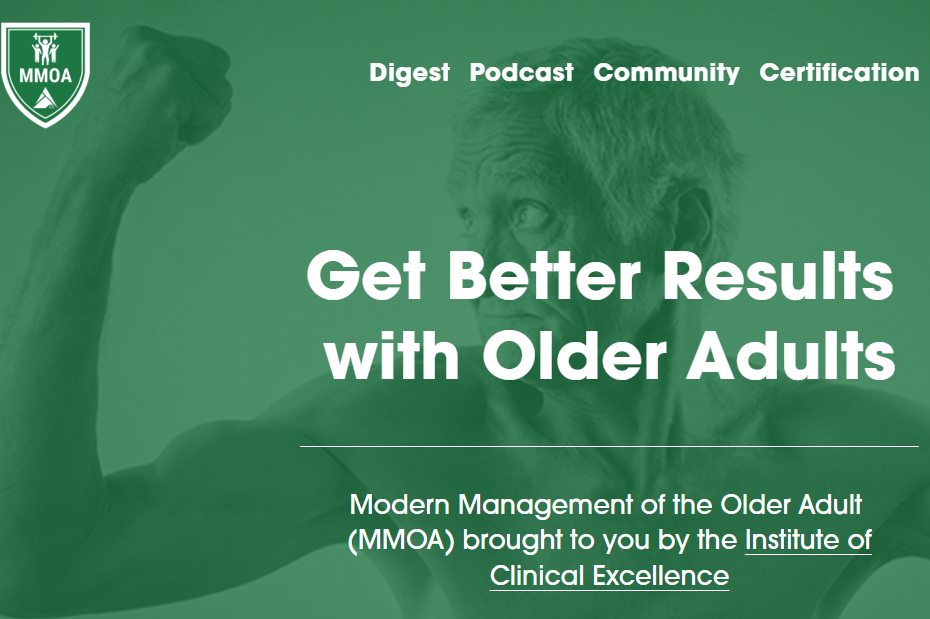 MMOA
Digest Podcast Community Certification
Get Better Results
with Older Adults
Modern Management of the Older Adult
(MMOA) brought to you by the Institute of
Clinical Excellence